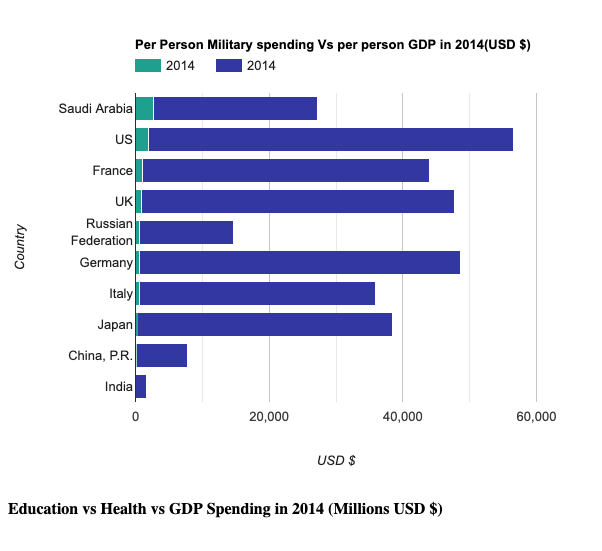 Per Person Military spending Vs per person GDP in 2014(USD $)
2014 2014
Saudi Arabia
US
France
UK
Russian
Federation
Germany
Italy
Japan
China, P.R.
India
Country
0 20,000 40,000 60,000
USD $
Education vs Health vs GDP Spending in 2014 (Millions USD $)